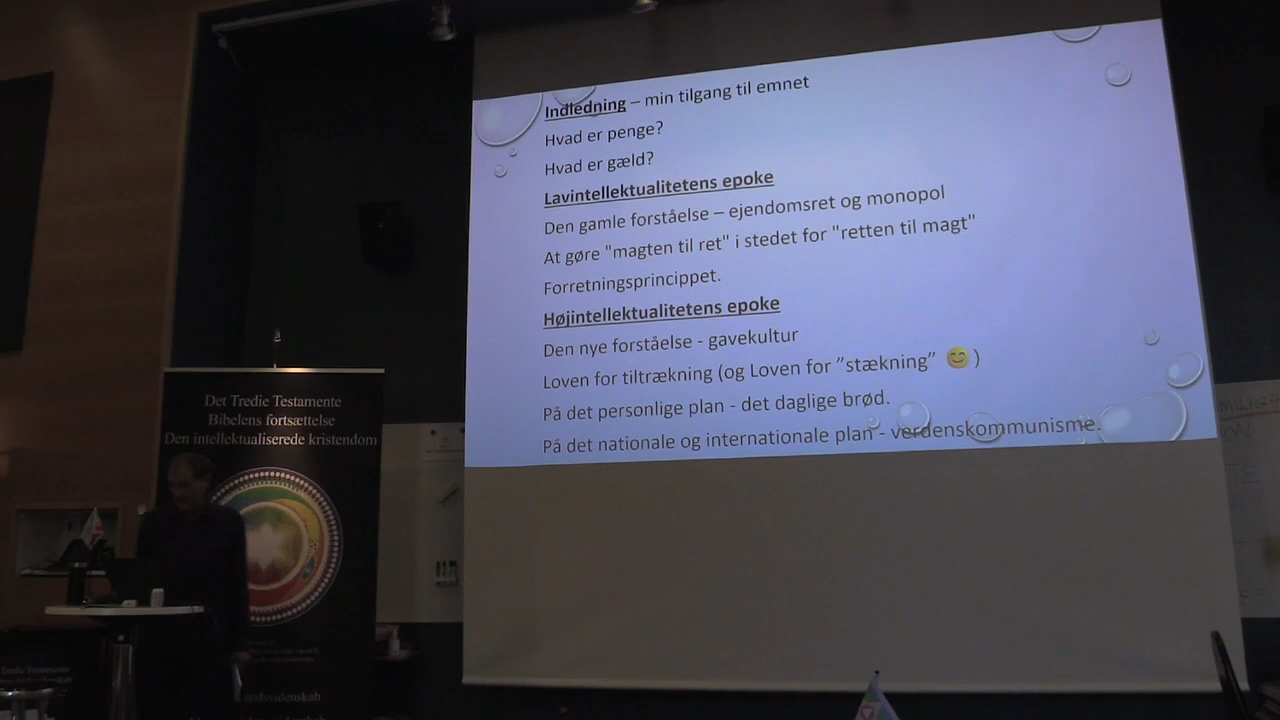 Indledning – min tilgang til emnet
Hvad er penge?
Hvad er gæld?
Lavintellektualitetens epoke
Den gamle forståelse – ejendomsret og monopol
At gøre "magten til ret" i stedet for "retten til magt"
Forretningsprincippet.
Højintellektualitetens epoke
Den nye forståelse - gavekultur
Loven for tiltrækning (og Loven for ”stækning” 😊)
På det personlige plan - det daglige brød.
På det nationale og internationale plan - verdenskommunisme.
Det Tredie Testamente
Bibelens fortsættelse
Den intellektualiserede kristendom
Tredie Testamente